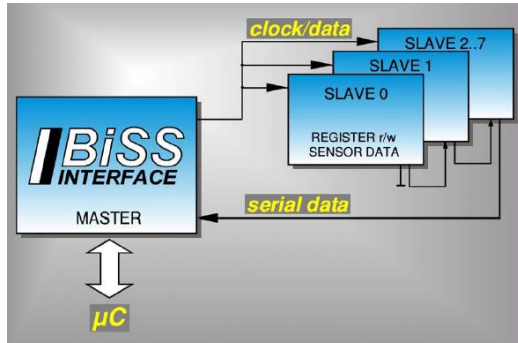 clock/data
SLAVE 2..7
SLAVE 1
SLAVE 0
REGISTER r/w
SENSOR DATA
BiSS
INTERFACE
MASTER
serial data
µC